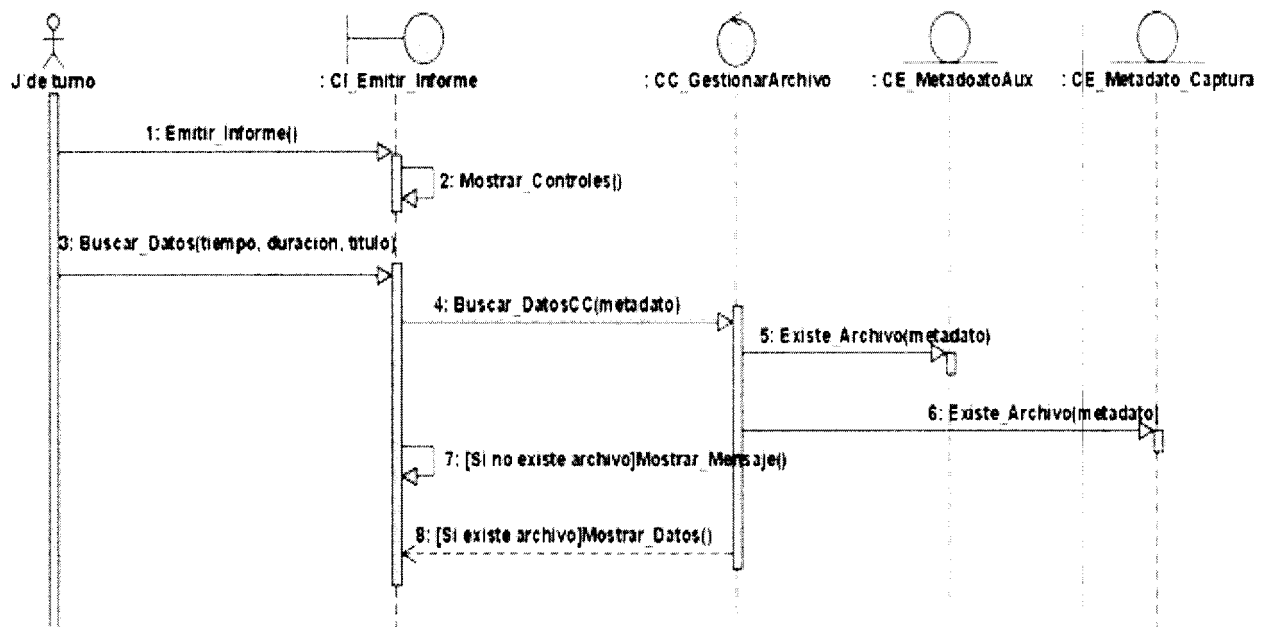 J' de turno
: CI_Emitir_Informe
: CC_GestionarArchivo
: CE_MetadoatoAux
: CE_Metadato_Captura
1: Emitir_Informe()
2: Mostrar_Controles()
3: Buscar_Datos(tiempo, duracion, titulo)
4: Buscar_DatosCC(metadato)
5: Existe_Archivo(metadato)
6: Existe_Archivo(metadato)
7: [Si no existe archivo]Mostrar_Mensaje()
8: [Si existe archivo]Mostrar_Datos()